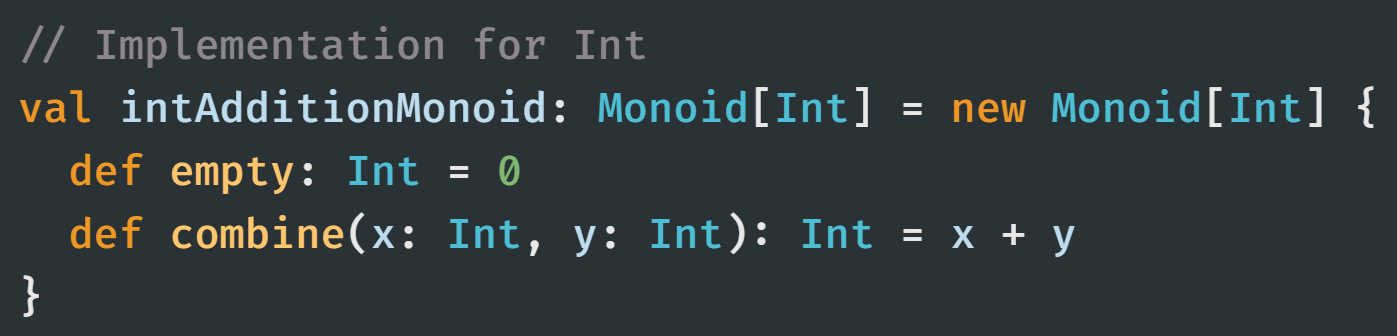 // Implementation for Int
val intAdditionMonoid: Monoid[Int] = new Monoid[Int] {
  def empty: Int = 0
  def combine(x: Int, y: Int): Int = x + y
}